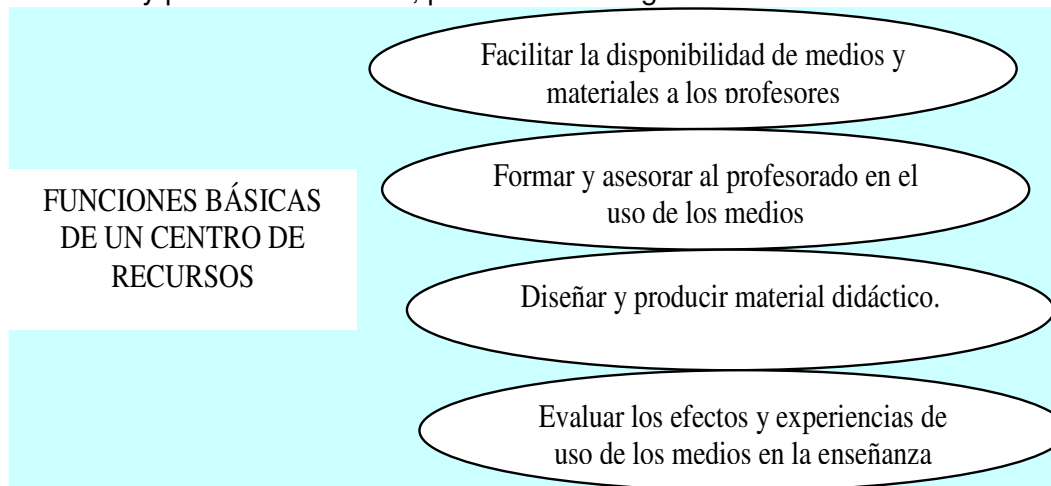 FUNCIONES BÁSICAS
DE UN CENTRO DE
RECURSOS
Facilitar la disponibilidad de medios y
materiales a los profesores
Formar y asesorar al profesorado en el
uso de los medios
Diseñar y producir material didáctico.
Evaluar los efectos y experiencias de
uso de los medios en la enseñanza